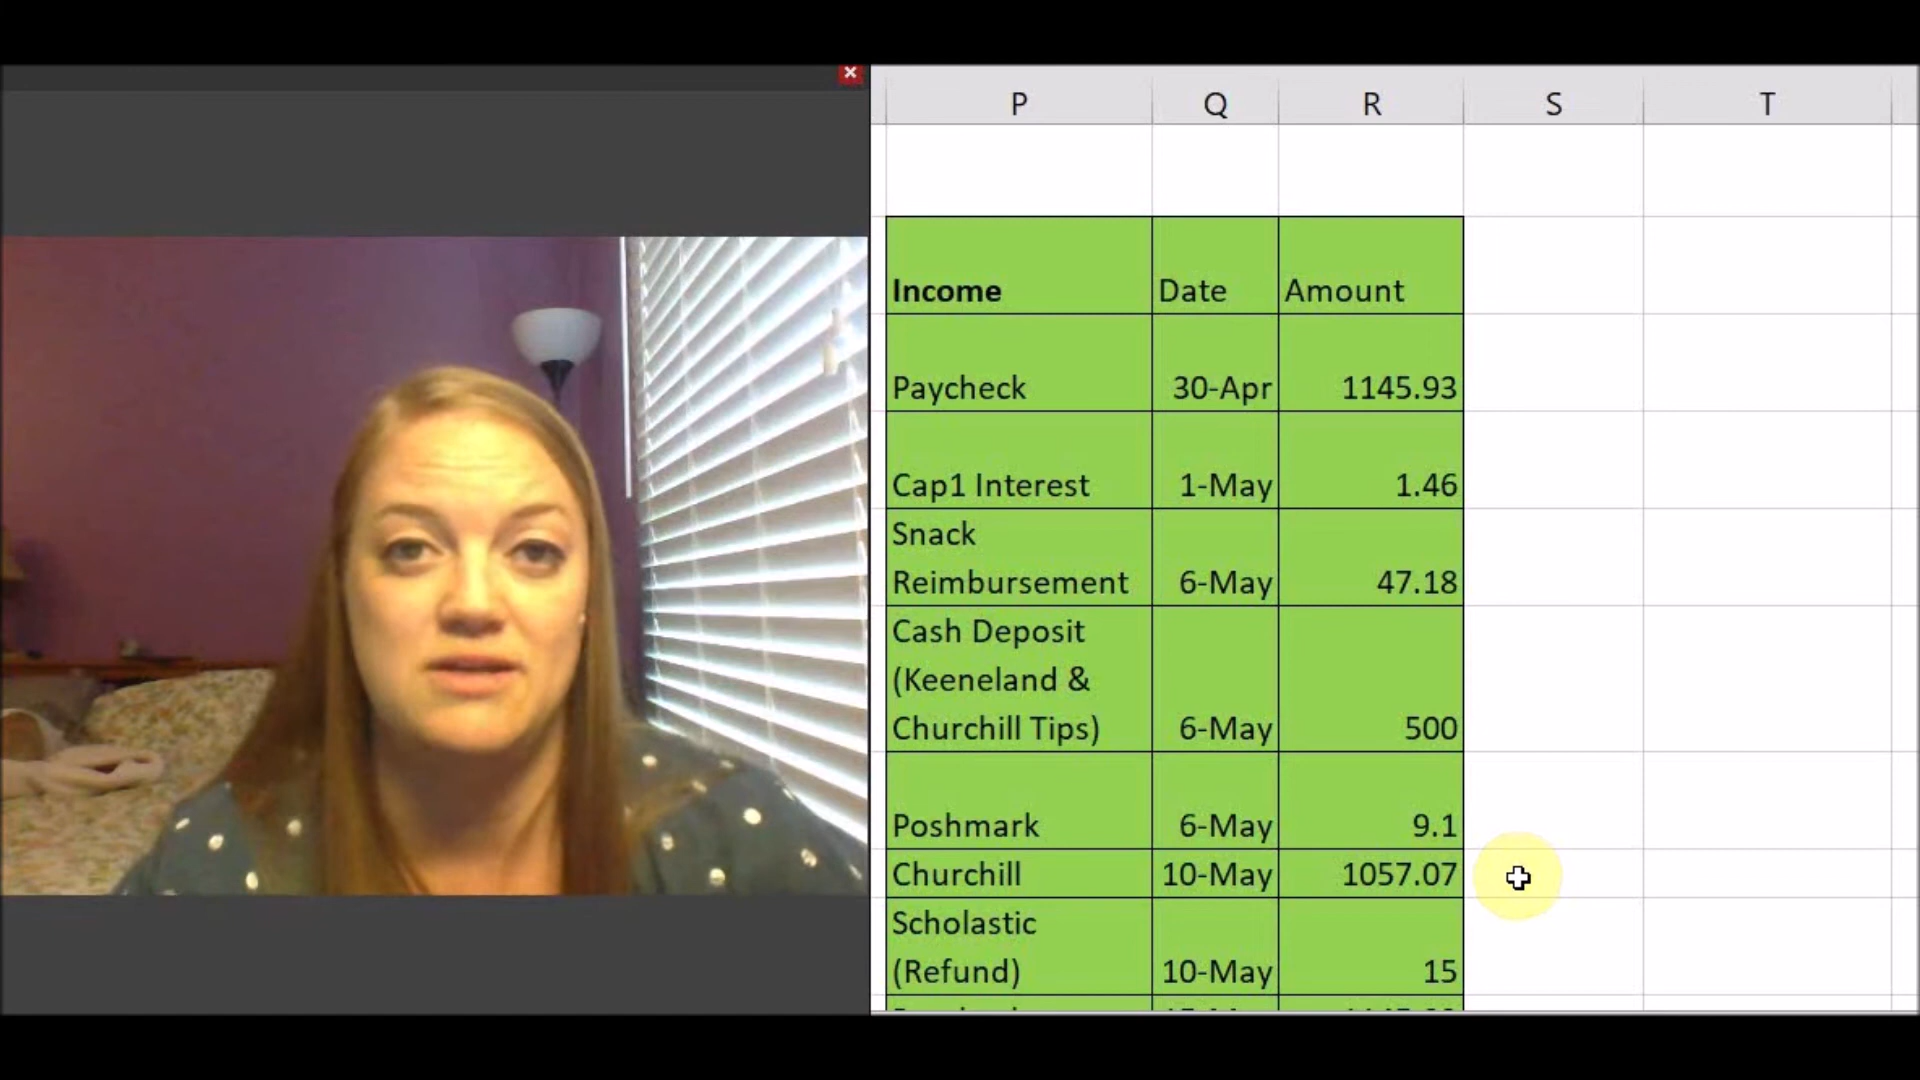 P Q R S T
Income Date Amount
Paycheck 30-Apr 1145.93
Cap1 Interest 1-May 1.46
Snack
Reimbursement 6-May 47.18
Cash Deposit
(Keeneland &
Churchill Tips) 6-May 500
Poshmark 6-May 9.1
Churchill 10-May 1057.07
Scholastic
(Refund) 10-May 15